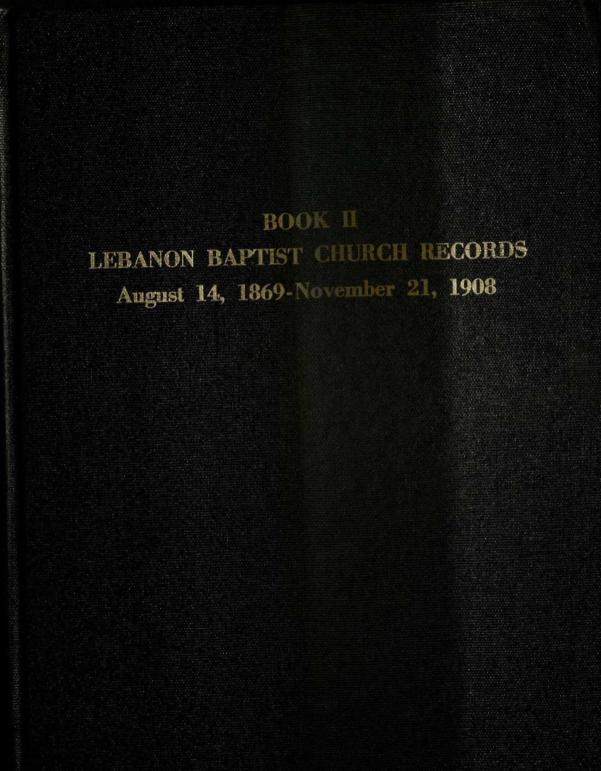 BOOK II
LEBANON BAPTIST CHURCH RECORDS
August 14, 1869-November 21, 1908